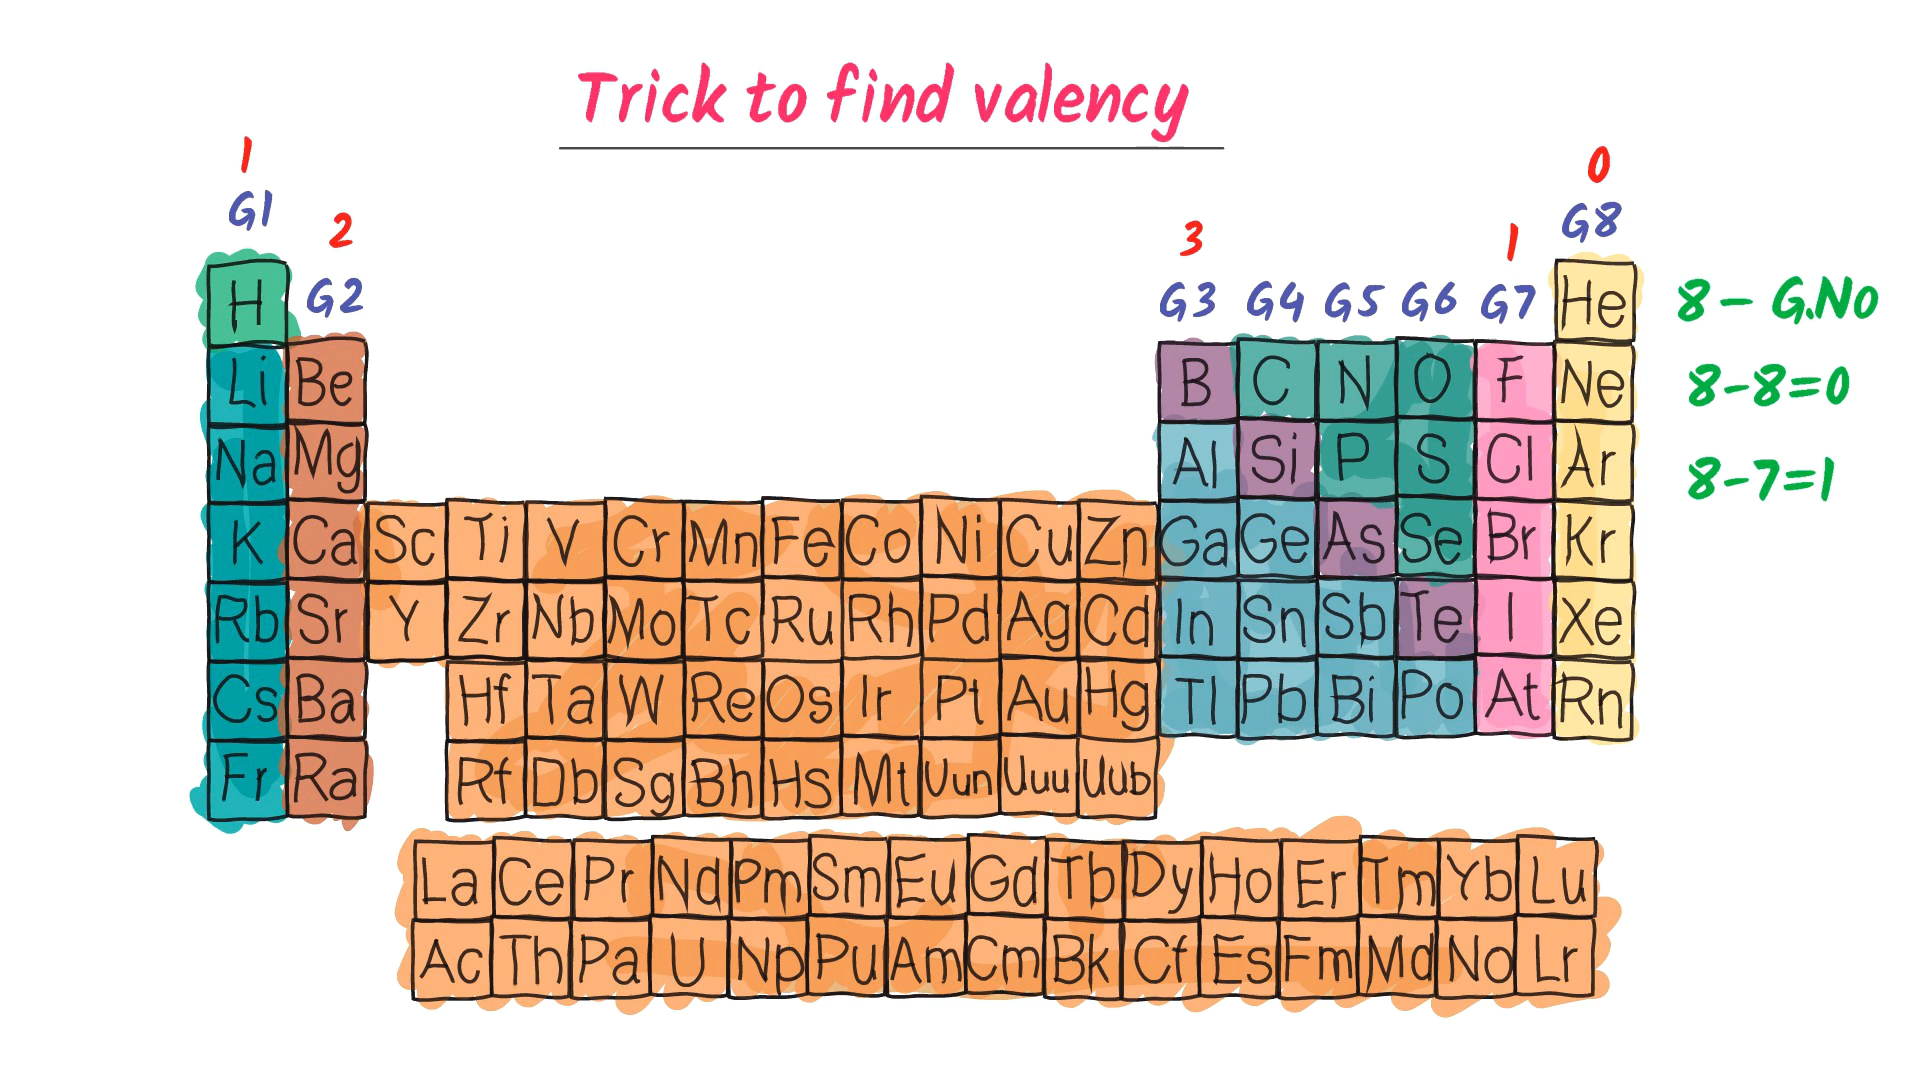 Trick to find valency
1 0
G1 G8
2 3 1
G2 G3 G4 G5 G6 G7
H He 8 - G.No
Li Be B C N O F Ne 8-8=0
Na Mg Al Si P S Cl Ar 8-7=1
K Ca Sc Ti V Cr Mn Fe Co Ni Cu Zn Ga Ge As Se Br Kr
Rb Sr Y Zr Nb Mo Tc Ru Rh Pd Ag Cd In Sn Sb Te I Xe
Cs Ba Hf Ta W Re Os Ir Pt Au Hg Tl Pb Bi Po At Rn
Fr Ra Rf Db Sg Bh Hs Mt Uun Uuu Uub
La Ce Pr Nd Pm Sm Eu Gd Tb Dy Ho Er Tm Yb Lu
Ac Th Pa U Np Pu Am Cm Bk Cf Es Fm Md No Lr